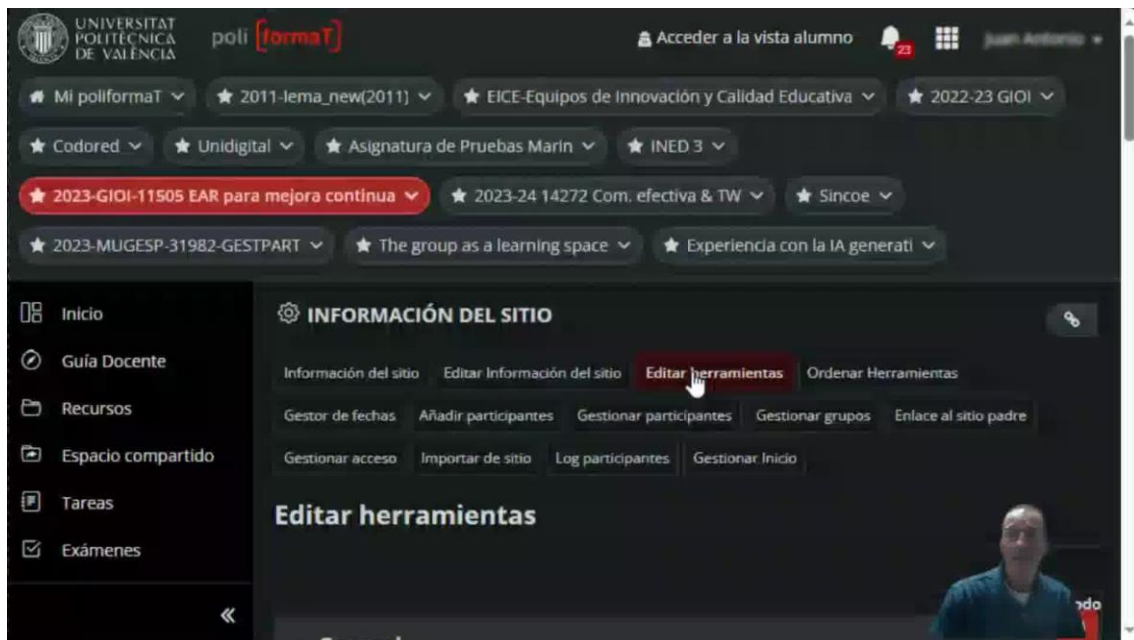 UNIVERSITAT
POLITÈCNICA
DE VALÈNCIA
poli [formaT]
Acceder a la vista alumno
23
Mi poliformaT
2011-lema_new(2011)
EICE-Equipos de Innovación y Calidad Educativa
2022-23 GIOI
Codored
Unidigital
Asignatura de Pruebas Marin
INED 3
2023-GIOI-11505 EAR para mejora continua
2023-24 14272 Com. efectiva & TW
Sincoe
2023-MUGESP-31982-GESTPART
The group as a learning space
Experiencia con la IA generati
Inicio
Guía Docente
Recursos
Espacio compartido
Tareas
Exámenes
INFORMACIÓN DEL SITIO
Información del sitio
Editar Información del sitio
Editar herramientas
Ordenar Herramientas
Gestor de fechas
Añadir participantes
Gestionar participantes
Gestionar grupos
Enlace al sitio padre
Gestionar acceso
Importar de sitio
Log participantes
Gestionar Inicio
Editar herramientas